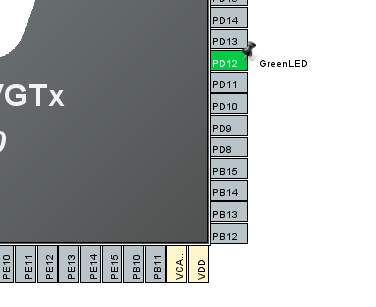 PD14
PD13
PD12 GreenLED
PD11
PD10
PD9
PD8
PB15
PB14
PB13
PB12
VGTx
PE10
PE11
PE12
PE13
PE14
PE15
PB10
PB11
VCA..
VDD